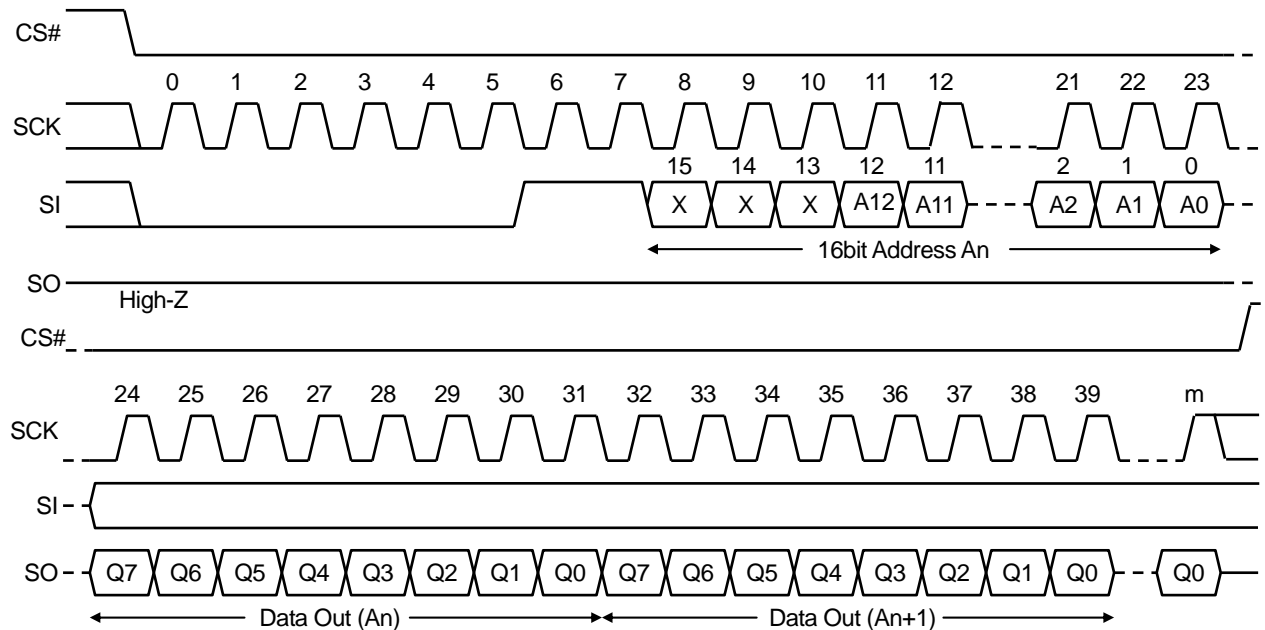 CS#
0 1 2 3 4 5 6 7 8 9 10 11 12 21 22 23
SCK
15 14 13 12 11 2 1 0
SI X X X A12 A11 A2 A1 A0
16bit Address An
SO
High-Z
CS#
24 25 26 27 28 29 30 31 32 33 34 35 36 37 38 39 m
SCK
SI
SO Q7 Q6 Q5 Q4 Q3 Q2 Q1 Q0 Q7 Q6 Q5 Q4 Q3 Q2 Q1 Q0 Q0
Data Out (An) Data Out (An+1)